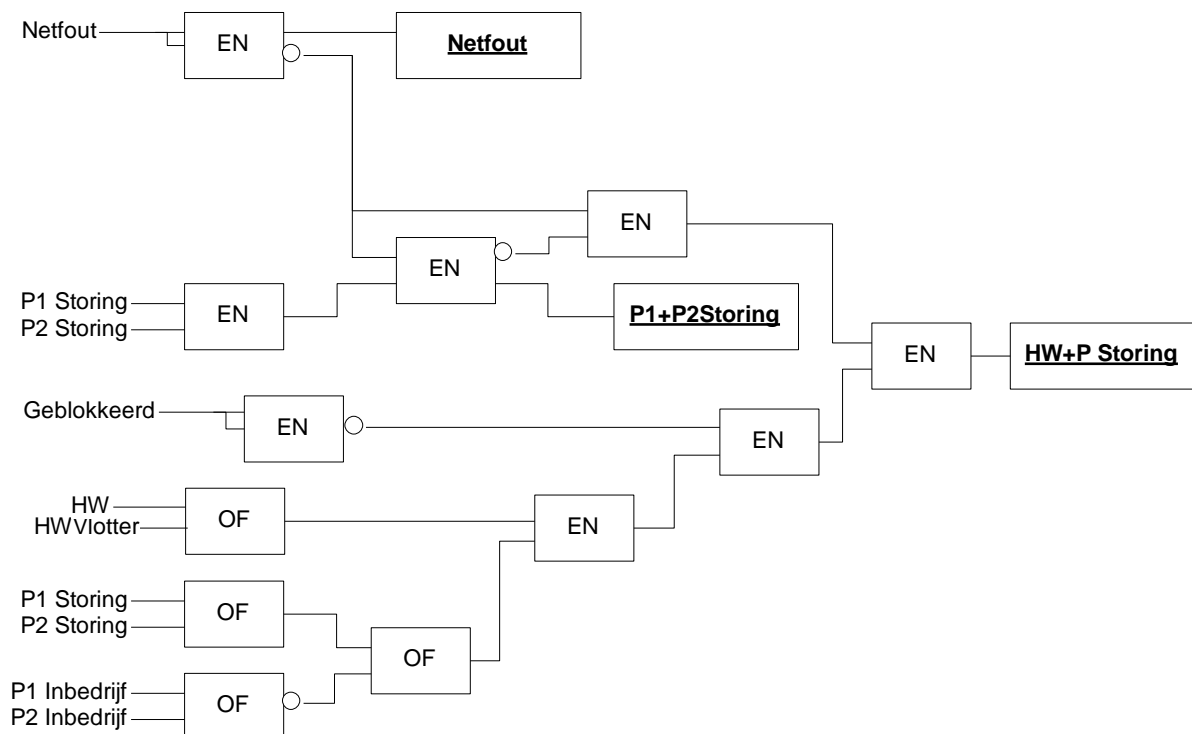 Netfout
EN
Netfout
EN
EN
P1 Storing
P2 Storing
EN
P1+P2Storing
EN
HW+P Storing
Geblokkeerd
EN
EN
HW
HWVlotter
OF
EN
P1 Storing
P2 Storing
OF
OF
P1 Inbedrijf
P2 Inbedrijf
OF